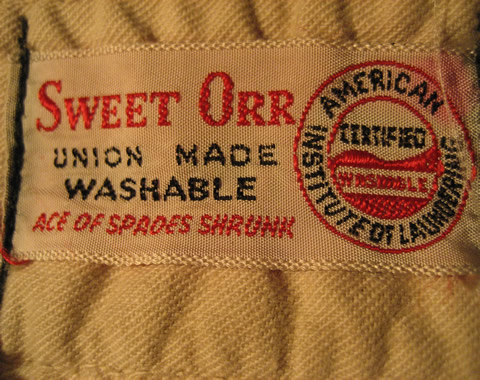 SWEET ORR
UNION MADE
WASHABLE
ACE OF SPADES SHRUNK
AMERICAN
INSTITUTE OF LAUNDERING
CERTIFIED
WASHABLE